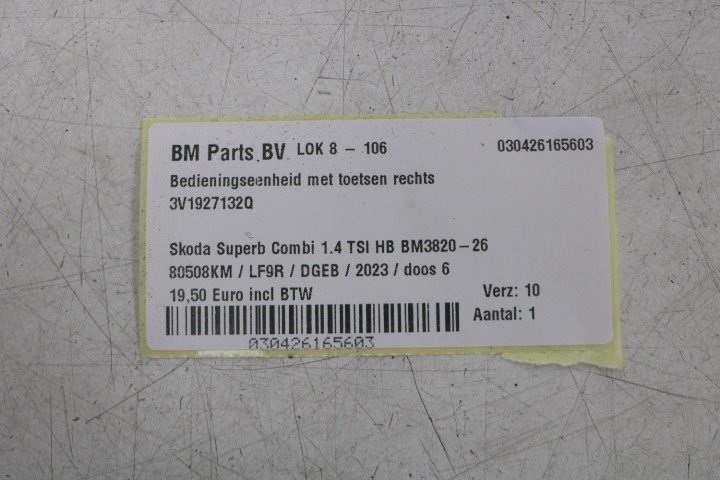 BM Parts BV LOK 8 - 106 030426165603
Bedieningseenheid met toetsen rechts
3V1927132Q
Skoda Superb Combi 1.4 TSI HB BM3820-26
80508KM / LF9R / DGEB / 2023 / doos 6
19,50 Euro incl BTW Verz: 10
Aantal: 1
030426165603